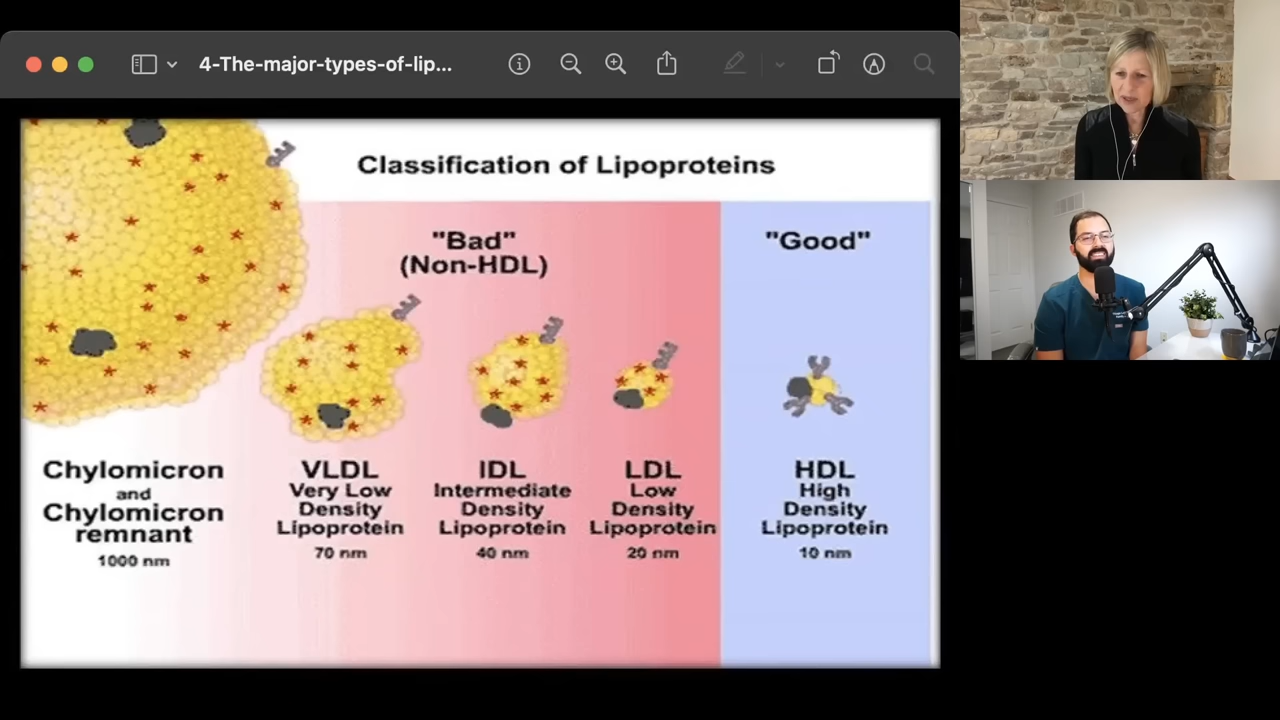 4-The-major-types-of-lip...
Classification of Lipoproteins
"Bad"
(Non-HDL)
"Good"
Chylomicron
and
Chylomicron
remnant
1000 nm
VLDL
Very Low
Density
Lipoprotein
70 nm
IDL
Intermediate
Density
Lipoprotein
40 nm
LDL
Low
Density
Lipoprotein
20 nm
HDL
High
Density
Lipoprotein
10 nm